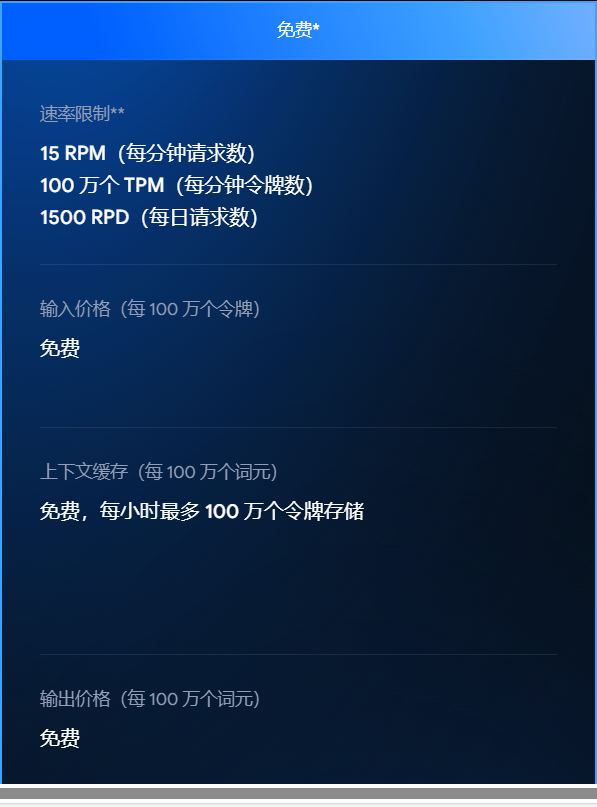 免费*
速率限制**
15 RPM（每分钟请求数）
100 万个 TPM（每分钟令牌数）
1500 RPD（每日请求数）
输入价格（每 100 万个令牌）
免费
上下文缓存（每 100 万个词元）
免费，每小时最多 100 万个令牌存储
输出价格（每 100 万个词元）
免费